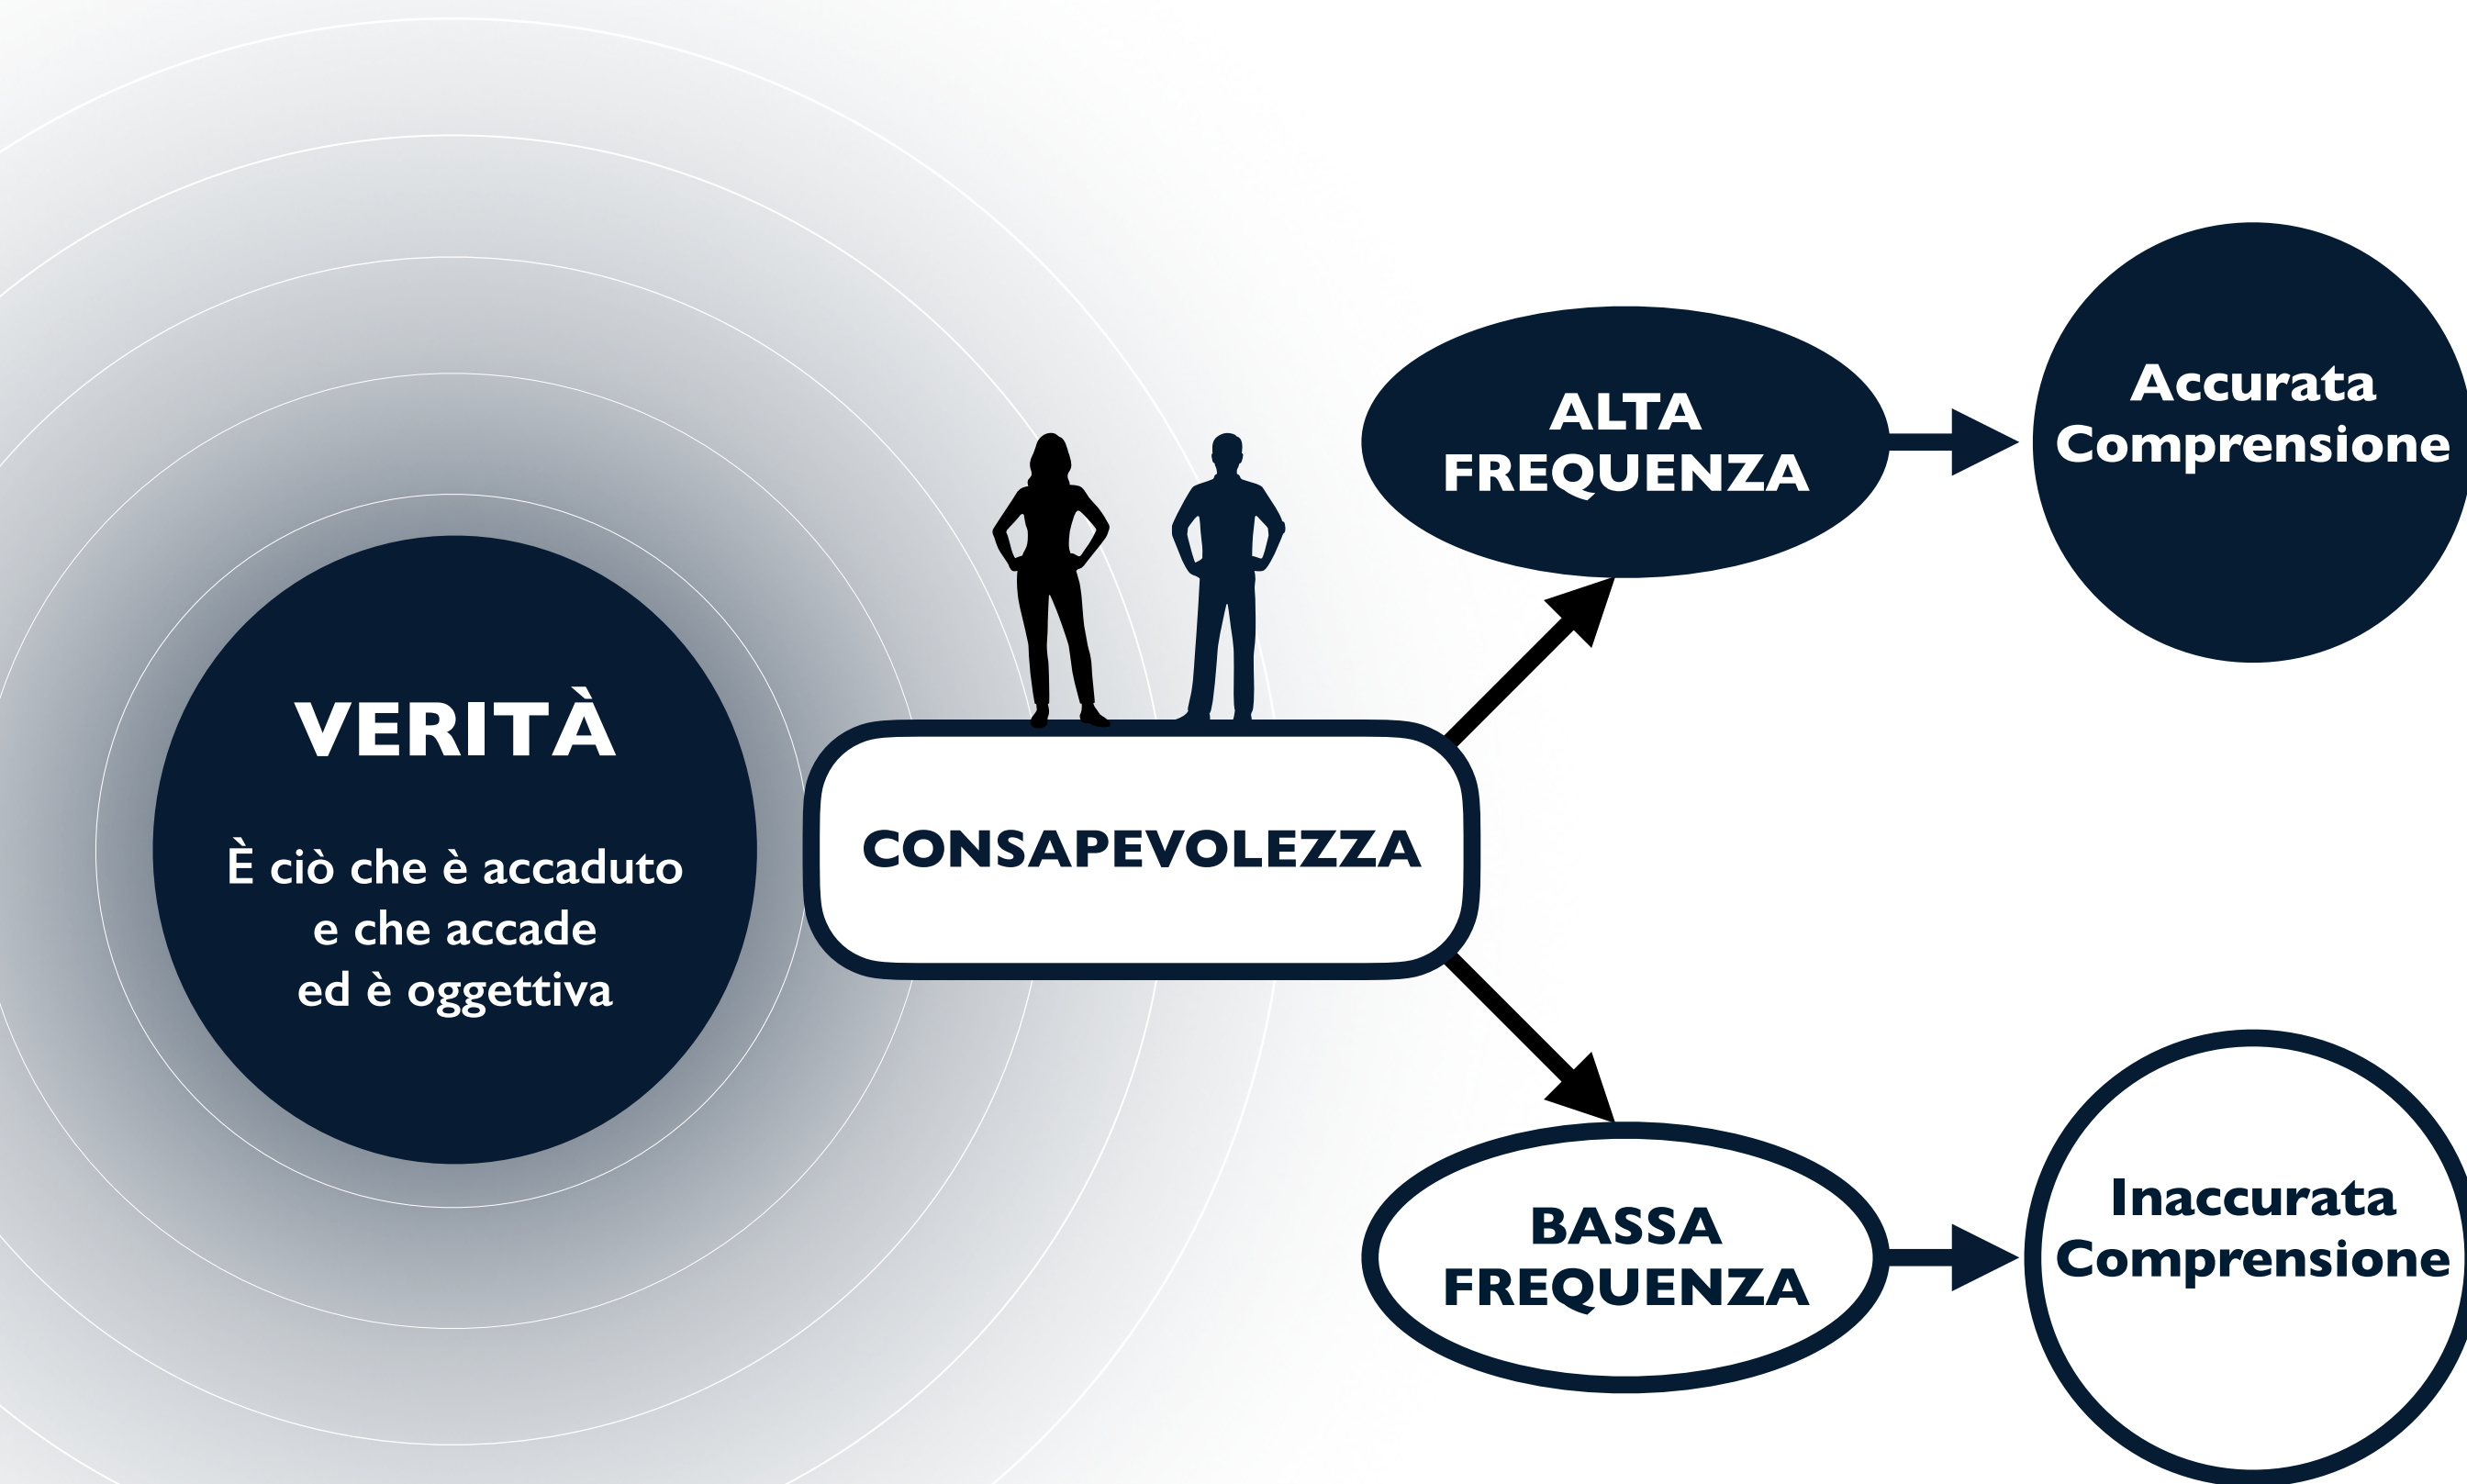 VERITÀ
È ciò che è accaduto
e che accade
ed è oggettiva
CONSAPEVOLEZZA
ALTA
FREQUENZA
Accurata
Comprensione
BASSA
FREQUENZA
Inaccurata
Comprensione